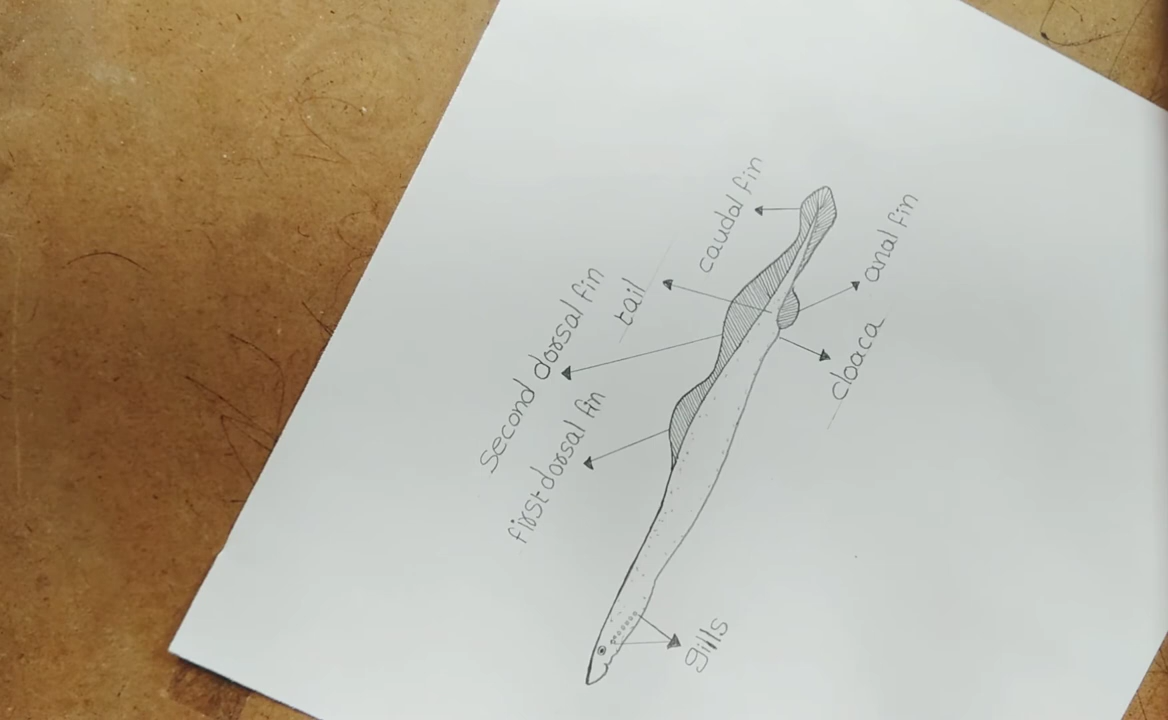 caudal fin
anal fin
tail
second dorsal fin
cloaca
first dorsal fin
gills